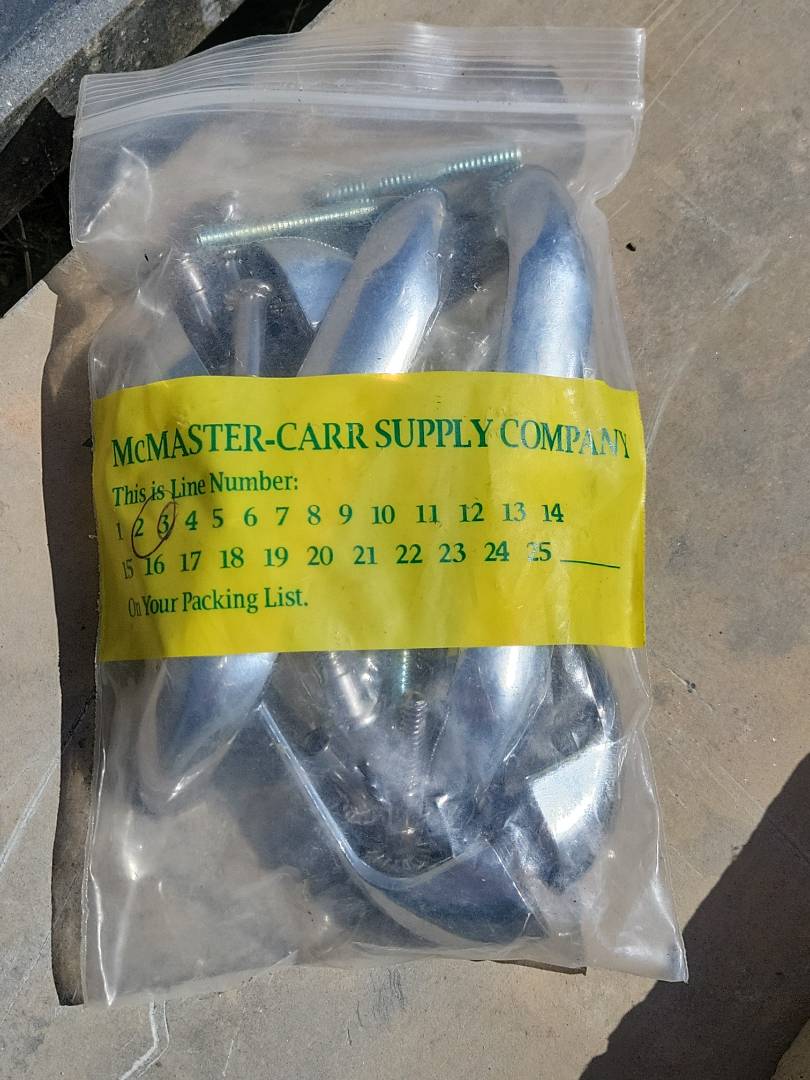 McMASTER-CARR SUPPLY COMPANY
This is Line Number:
1 2 3 4 5 6 7 8 9 10 11 12 13 14
15 16 17 18 19 20 21 22 23 24 25 ____
On Your Packing List.